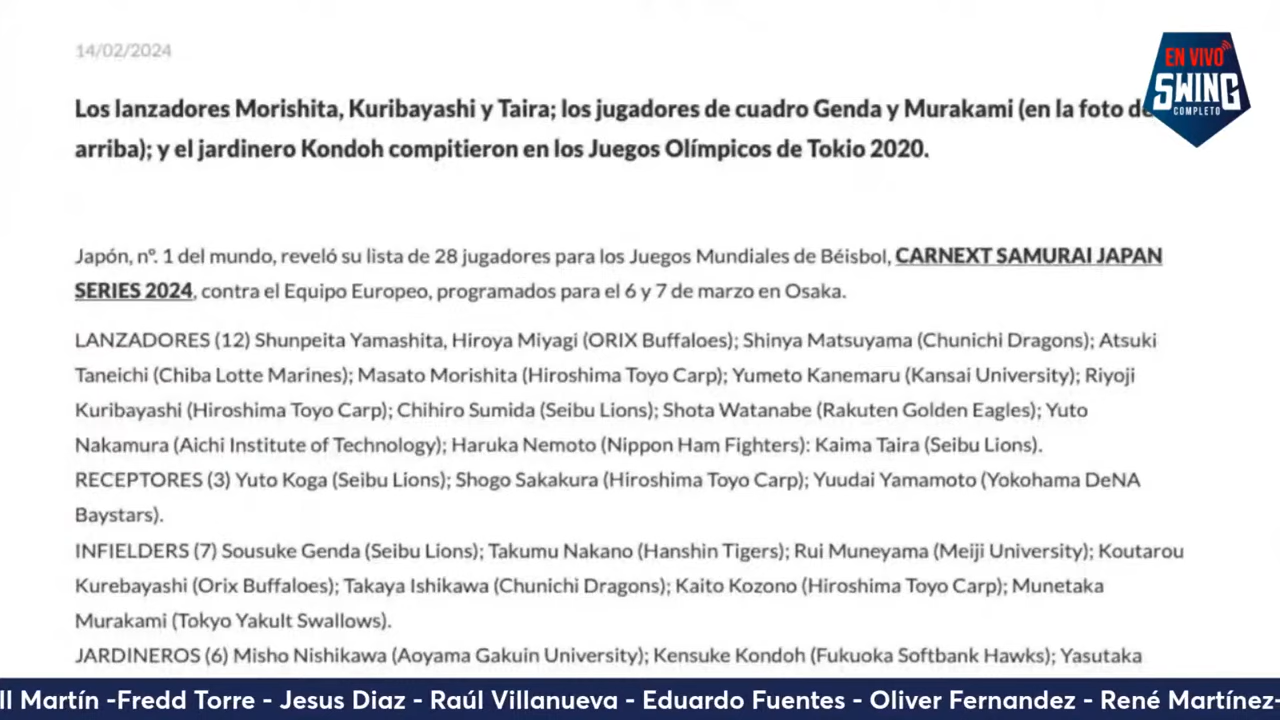 14/02/2024
EN VIVO
SWING
COMPLETO
Los lanzadores Morishita, Kuribayashi y Taira; los jugadores de cuadro Genda y Murakami (en la foto de
arriba); y el jardinero Kondoh compitieron en los Juegos Olímpicos de Tokio 2020.
Japón, nº. 1 del mundo, reveló su lista de 28 jugadores para los Juegos Mundiales de Béisbol, CARNEXT SAMURAI JAPAN
SERIES 2024, contra el Equipo Europeo, programados para el 6 y 7 de marzo en Osaka.
LANZADORES (12) Shunpeita Yamashita, Hiroya Miyagi (ORIX Buffaloes); Shinya Matsuyama (Chunichi Dragons); Atsuki
Taneichi (Chiba Lotte Marines); Masato Morishita (Hiroshima Toyo Carp); Yumeto Kanemaru (Kansai University); Riyoji
Kuribayashi (Hiroshima Toyo Carp); Chihiro Sumida (Seibu Lions); Shota Watanabe (Rakuten Golden Eagles); Yuto
Nakamura (Aichi Institute of Technology); Haruka Nemoto (Nippon Ham Fighters): Kaima Taira (Seibu Lions).
RECEPTORES (3) Yuto Koga (Seibu Lions); Shogo Sakakura (Hiroshima Toyo Carp); Yuudai Yamamoto (Yokohama DeNA
Baystars).
INFIELDERS (7) Sousuke Genda (Seibu Lions); Takumu Nakano (Hanshin Tigers); Rui Muneyama (Meiji University); Koutarou
Kurebayashi (Orix Buffaloes); Takaya Ishikawa (Chunichi Dragons); Kaito Kozono (Hiroshima Toyo Carp); Munetaka
Murakami (Tokyo Yakult Swallows).
JARDINEROS (6) Misho Nishikawa (Aoyama Gakuin University); Kensuke Kondoh (Fukuoka Softbank Hawks); Yasutaka
ll Martín -Fredd Torre - Jesus Diaz - Raúl Villanueva - Eduardo Fuentes - Oliver Fernandez - René Martínez-